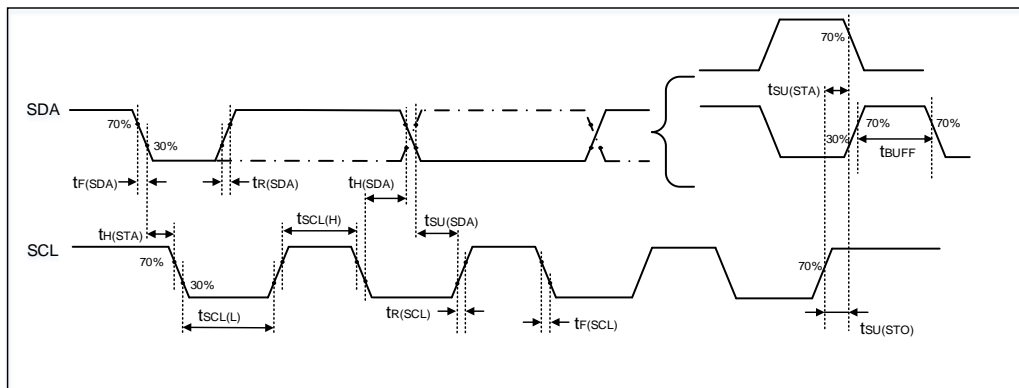 70%
tSU(STA)
SDA
70%
30%
30%
70%
70%
tBUFF
tF(SDA)
tR(SDA)
tH(SDA)
tSCL(H)
tSU(SDA)
tH(STA)
SCL
70%
30%
70%
tSCL(L)
tR(SCL)
tF(SCL)
tSU(STO)